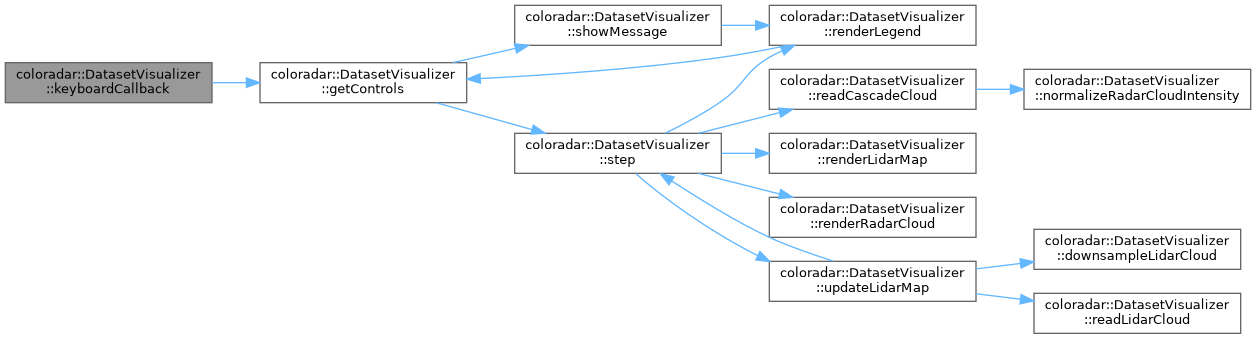 coloradar::DatasetVisualizer
::keyboardCallback
coloradar::DatasetVisualizer
::getControls
coloradar::DatasetVisualizer
::showMessage
coloradar::DatasetVisualizer
::renderLegend
coloradar::DatasetVisualizer
::step
coloradar::DatasetVisualizer
::readCascadeCloud
coloradar::DatasetVisualizer
::normalizeRadarCloudIntensity
coloradar::DatasetVisualizer
::renderLidarMap
coloradar::DatasetVisualizer
::renderRadarCloud
coloradar::DatasetVisualizer
::updateLidarMap
coloradar::DatasetVisualizer
::downsampleLidarCloud
coloradar::DatasetVisualizer
::readLidarCloud